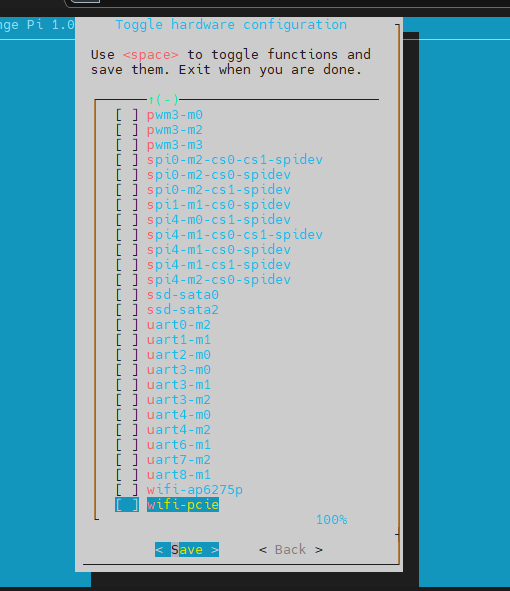 nge Pi 1.0
Toggle hardware configuration
Use <space> to toggle functions and
save them. Exit when you are done.
↑(-)
[ ] pwm3-m0
[ ] pwm3-m2
[ ] pwm3-m3
[ ] spi0-m2-cs0-cs1-spidev
[ ] spi0-m2-cs0-spidev
[ ] spi0-m2-cs1-spidev
[ ] spi1-m1-cs0-spidev
[ ] spi4-m0-cs1-spidev
[ ] spi4-m1-cs0-cs1-spidev
[ ] spi4-m1-cs0-spidev
[ ] spi4-m1-cs1-spidev
[ ] spi4-m2-cs0-spidev
[ ] ssd-sata0
[ ] ssd-sata2
[ ] uart0-m2
[ ] uart1-m1
[ ] uart2-m0
[ ] uart3-m0
[ ] uart3-m1
[ ] uart3-m2
[ ] uart4-m0
[ ] uart4-m2
[ ] uart6-m1
[ ] uart7-m2
[ ] uart8-m1
[ ] wifi-ap6275p
[ ] wifi-pcie
100%
< Save > < Back >